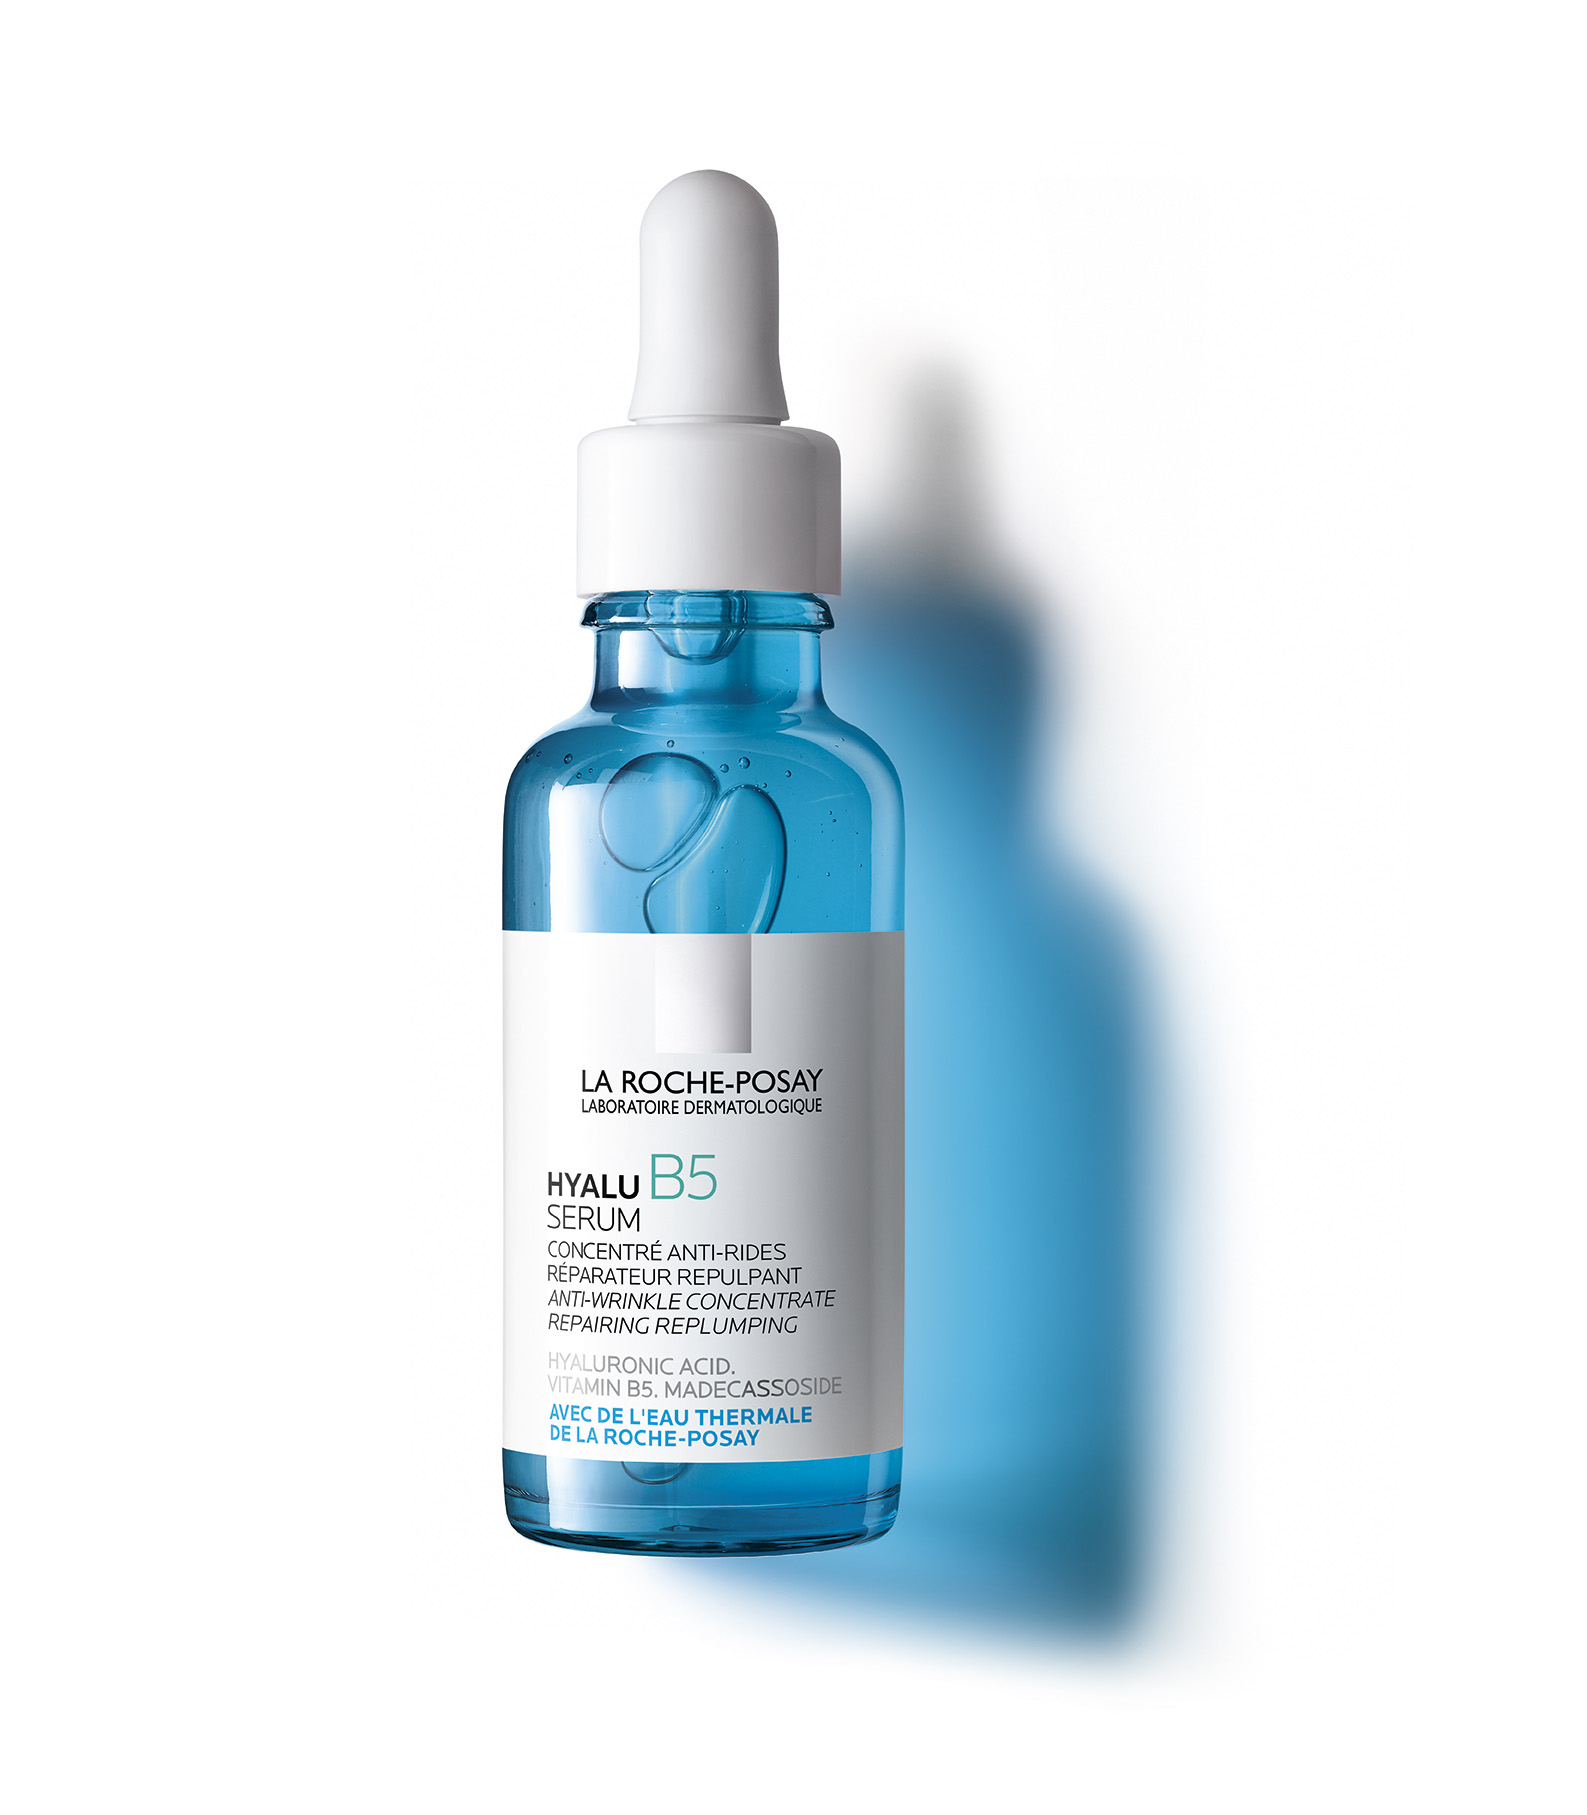 LA ROCHE-POSAY
LABORATOIRE DERMATOLOGIQUE
HYALU B5
SERUM
CONCENTRÉ ANTI-RIDES
RÉPARATEUR REPULPANT
ANTI-WRINKLE CONCENTRATE
REPAIRING REPLUMPING
HYALURONIC ACID.
VITAMIN B5. MADECASSOSIDE
AVEC DE L'EAU THERMALE
DE LA ROCHE-POSAY